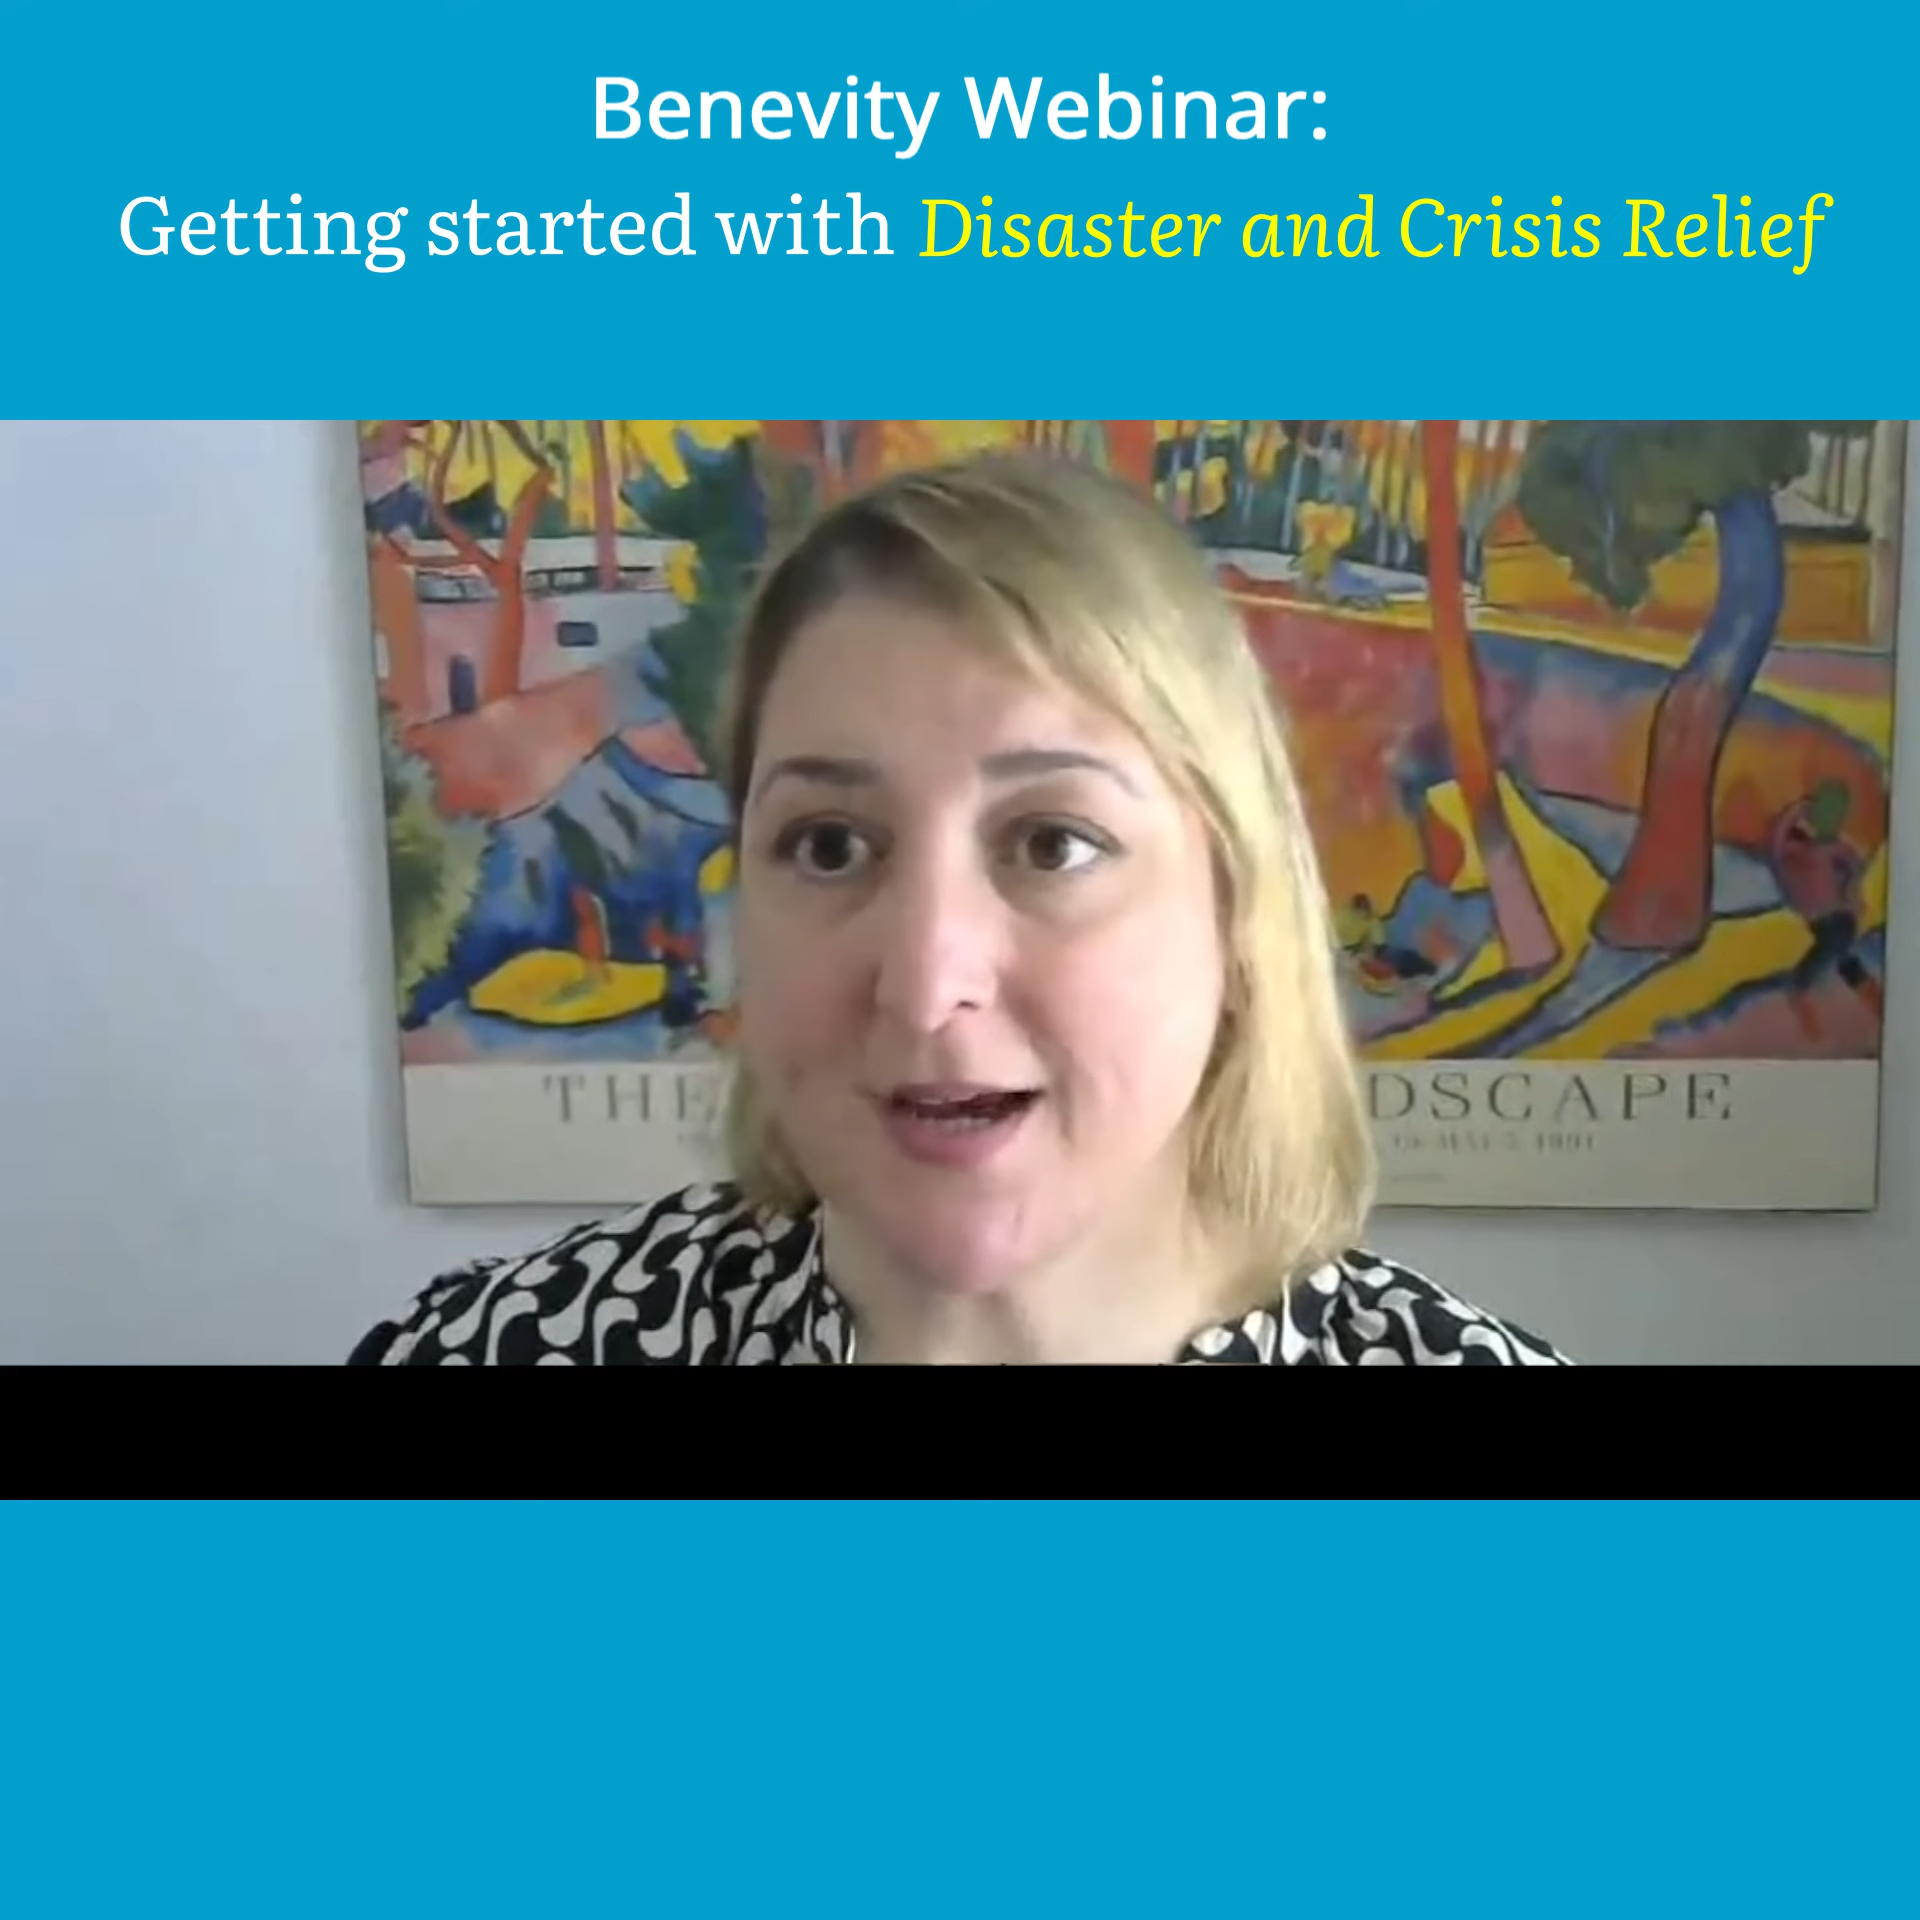 Benevity Webinar:
Getting started with Disaster and Crisis Relief
THE
DSCAPE